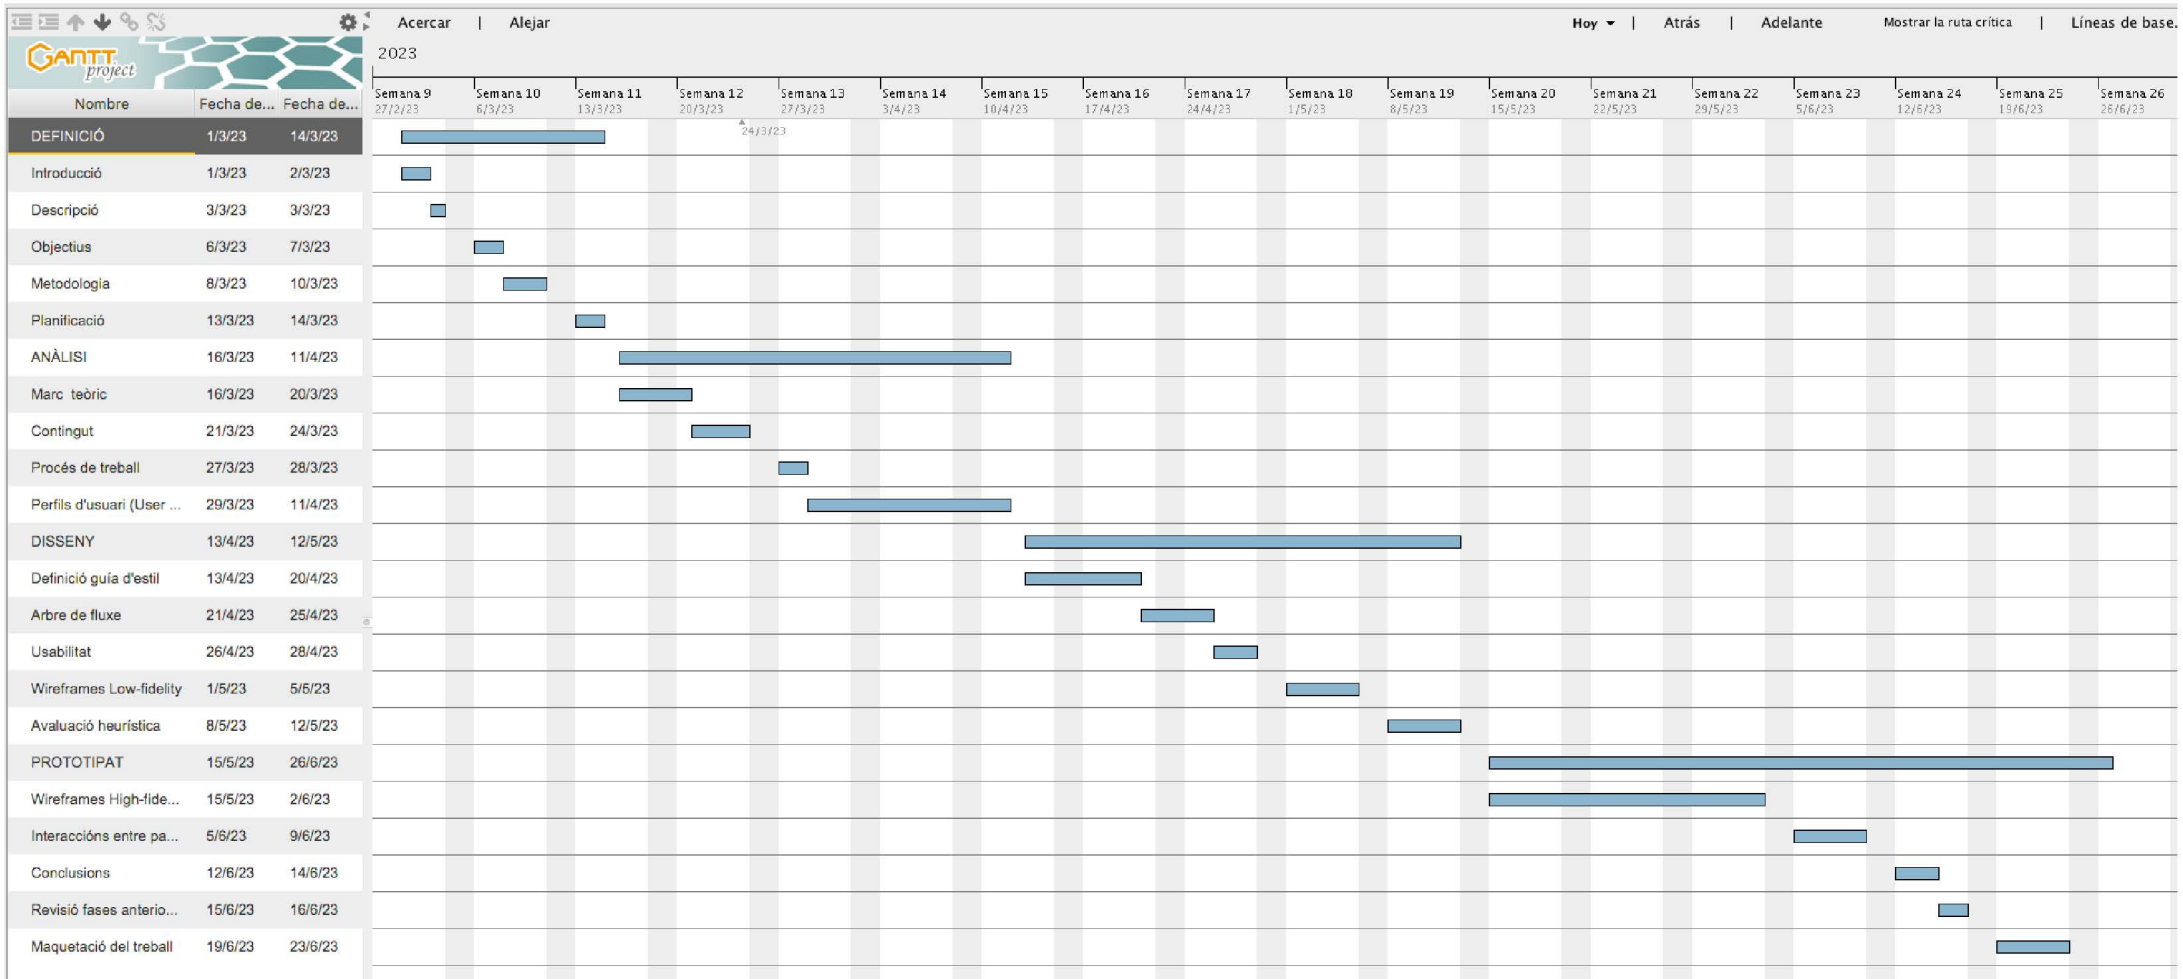 Acercar | Alejar Hoy | Atrás | Adelante Mostrar la ruta crítica | Líneas de base.
GANTT project
2023
Nombre Fecha de... Fecha de...
Semana 9 Semana 10 Semana 11 Semana 12 Semana 13 Semana 14 Semana 15 Semana 16 Semana 17 Semana 18 Semana 19 Semana 20 Semana 21 Semana 22 Semana 23 Semana 24 Semana 25 Semana 26
27/2/23 6/3/23 13/3/23 20/3/23 27/3/23 3/4/23 10/4/23 17/4/23 24/4/23 1/5/23 8/5/23 15/5/23 22/5/23 29/5/23 5/6/23 12/6/23 19/6/23 26/6/23
24/3/23
DEFINICIÓ 1/3/23 14/3/23
Introducció 1/3/23 2/3/23
Descripció 3/3/23 3/3/23
Objectius 6/3/23 7/3/23
Metodologia 8/3/23 10/3/23
Planificació 13/3/23 14/3/23
ANÀLISI 16/3/23 11/4/23
Marc teòric 16/3/23 20/3/23
Contingut 21/3/23 24/3/23
Procés de treball 27/3/23 28/3/23
Perfils d'usuari (User ... 29/3/23 11/4/23
DISSENY 13/4/23 12/5/23
Definició guía d'estil 13/4/23 20/4/23
Arbre de fluxe 21/4/23 25/4/23
Usabilitat 26/4/23 28/4/23
Wireframes Low-fidelity 1/5/23 5/5/23
Avaluació heurística 8/5/23 12/5/23
PROTOTIPAT 15/5/23 26/6/23
Wireframes High-fide... 15/5/23 2/6/23
Interaccións entre pa... 5/6/23 9/6/23
Conclusions 12/6/23 14/6/23
Revisió fases anterio... 15/6/23 16/6/23
Maquetació del treball 19/6/23 23/6/23